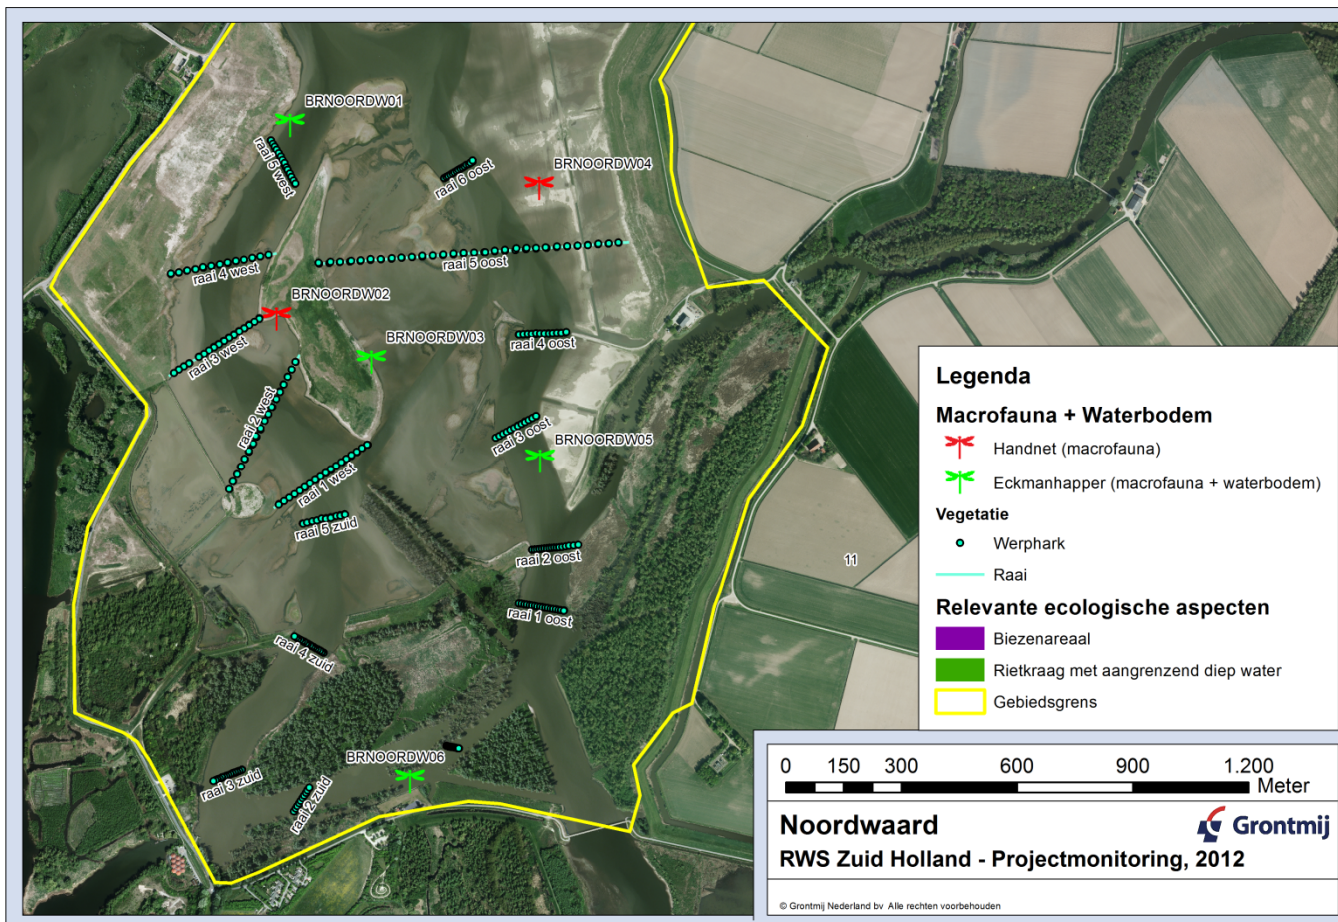 BRNOORDW01
raai 5 west
raai 6 oost
BRNOORDW04
raai 4 west
raai 5 oost
BRNOORDW02
raai 3 west
BRNOORDW03
raai 4 oost
raai 2 west
raai 3 oost
BRNOORDW05
raai 1 west
raai 5 zuid
raai 2 oost
11
raai 1 oost
raai 4 zuid
BRNOORDW06
raai 3 zuid
raai 2 zuid
Legenda
Macrofauna + Waterbodem
Handnet (macrofauna)
Eckmanhapper (macrofauna + waterbodem)
Vegetatie
Werphark
Raai
Relevante ecologische aspecten
Biezenareaal
Rietkraag met aangrenzend diep water
Gebiedsgrens
0 150 300 600 900 1.200
Meter
Noordwaard
Grontmij
RWS Zuid Holland - Projectmonitoring, 2012
© Grontmij Nederland bv Alle rechten voorbehouden